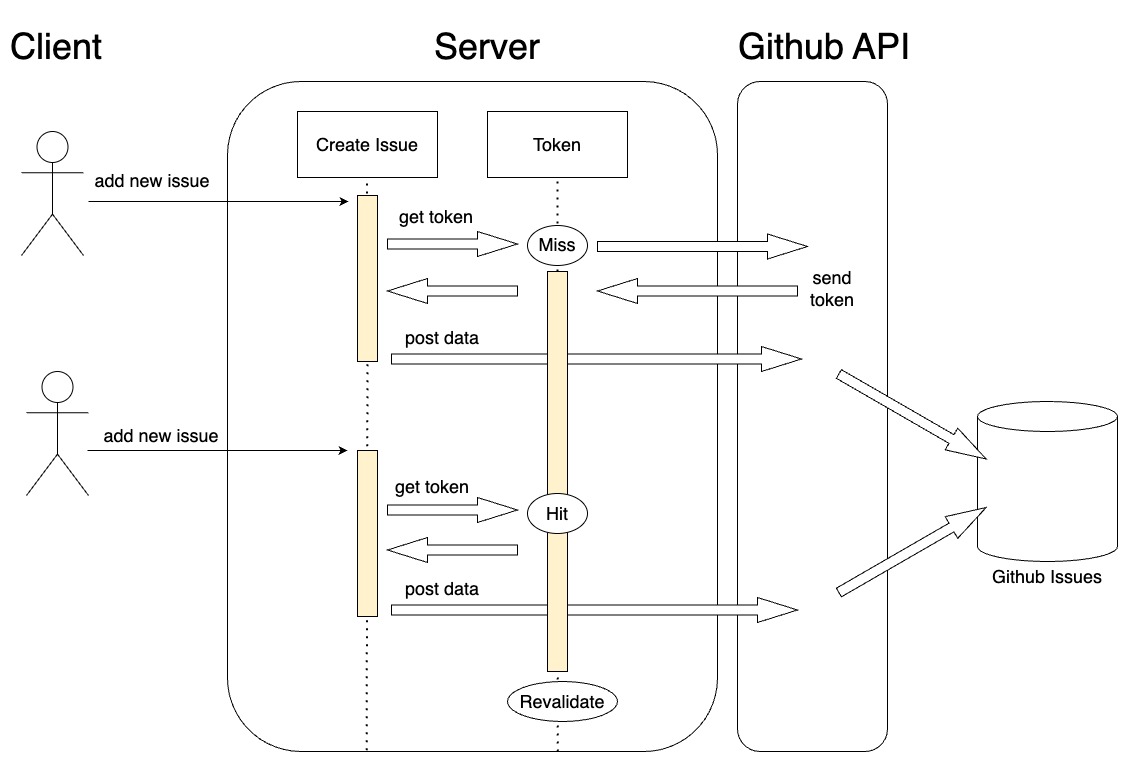 Client
Server
Github API
Create Issue
Token
add new issue
get token
Miss
send
token
post data
add new issue
get token
Hit
post data
Github Issues
Revalidate